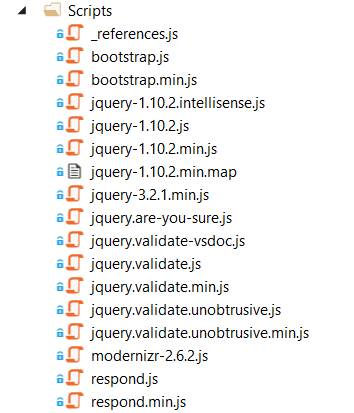 Scripts
_references.js
bootstrap.js
bootstrap.min.js
jquery-1.10.2.intellisense.js
jquery-1.10.2.js
jquery-1.10.2.min.js
jquery-1.10.2.min.map
jquery-3.2.1.min.js
jquery.are-you-sure.js
jquery.validate-vsdoc.js
jquery.validate.js
jquery.validate.min.js
jquery.validate.unobtrusive.js
jquery.validate.unobtrusive.min.js
modernizr-2.6.2.js
respond.js
respond.min.js